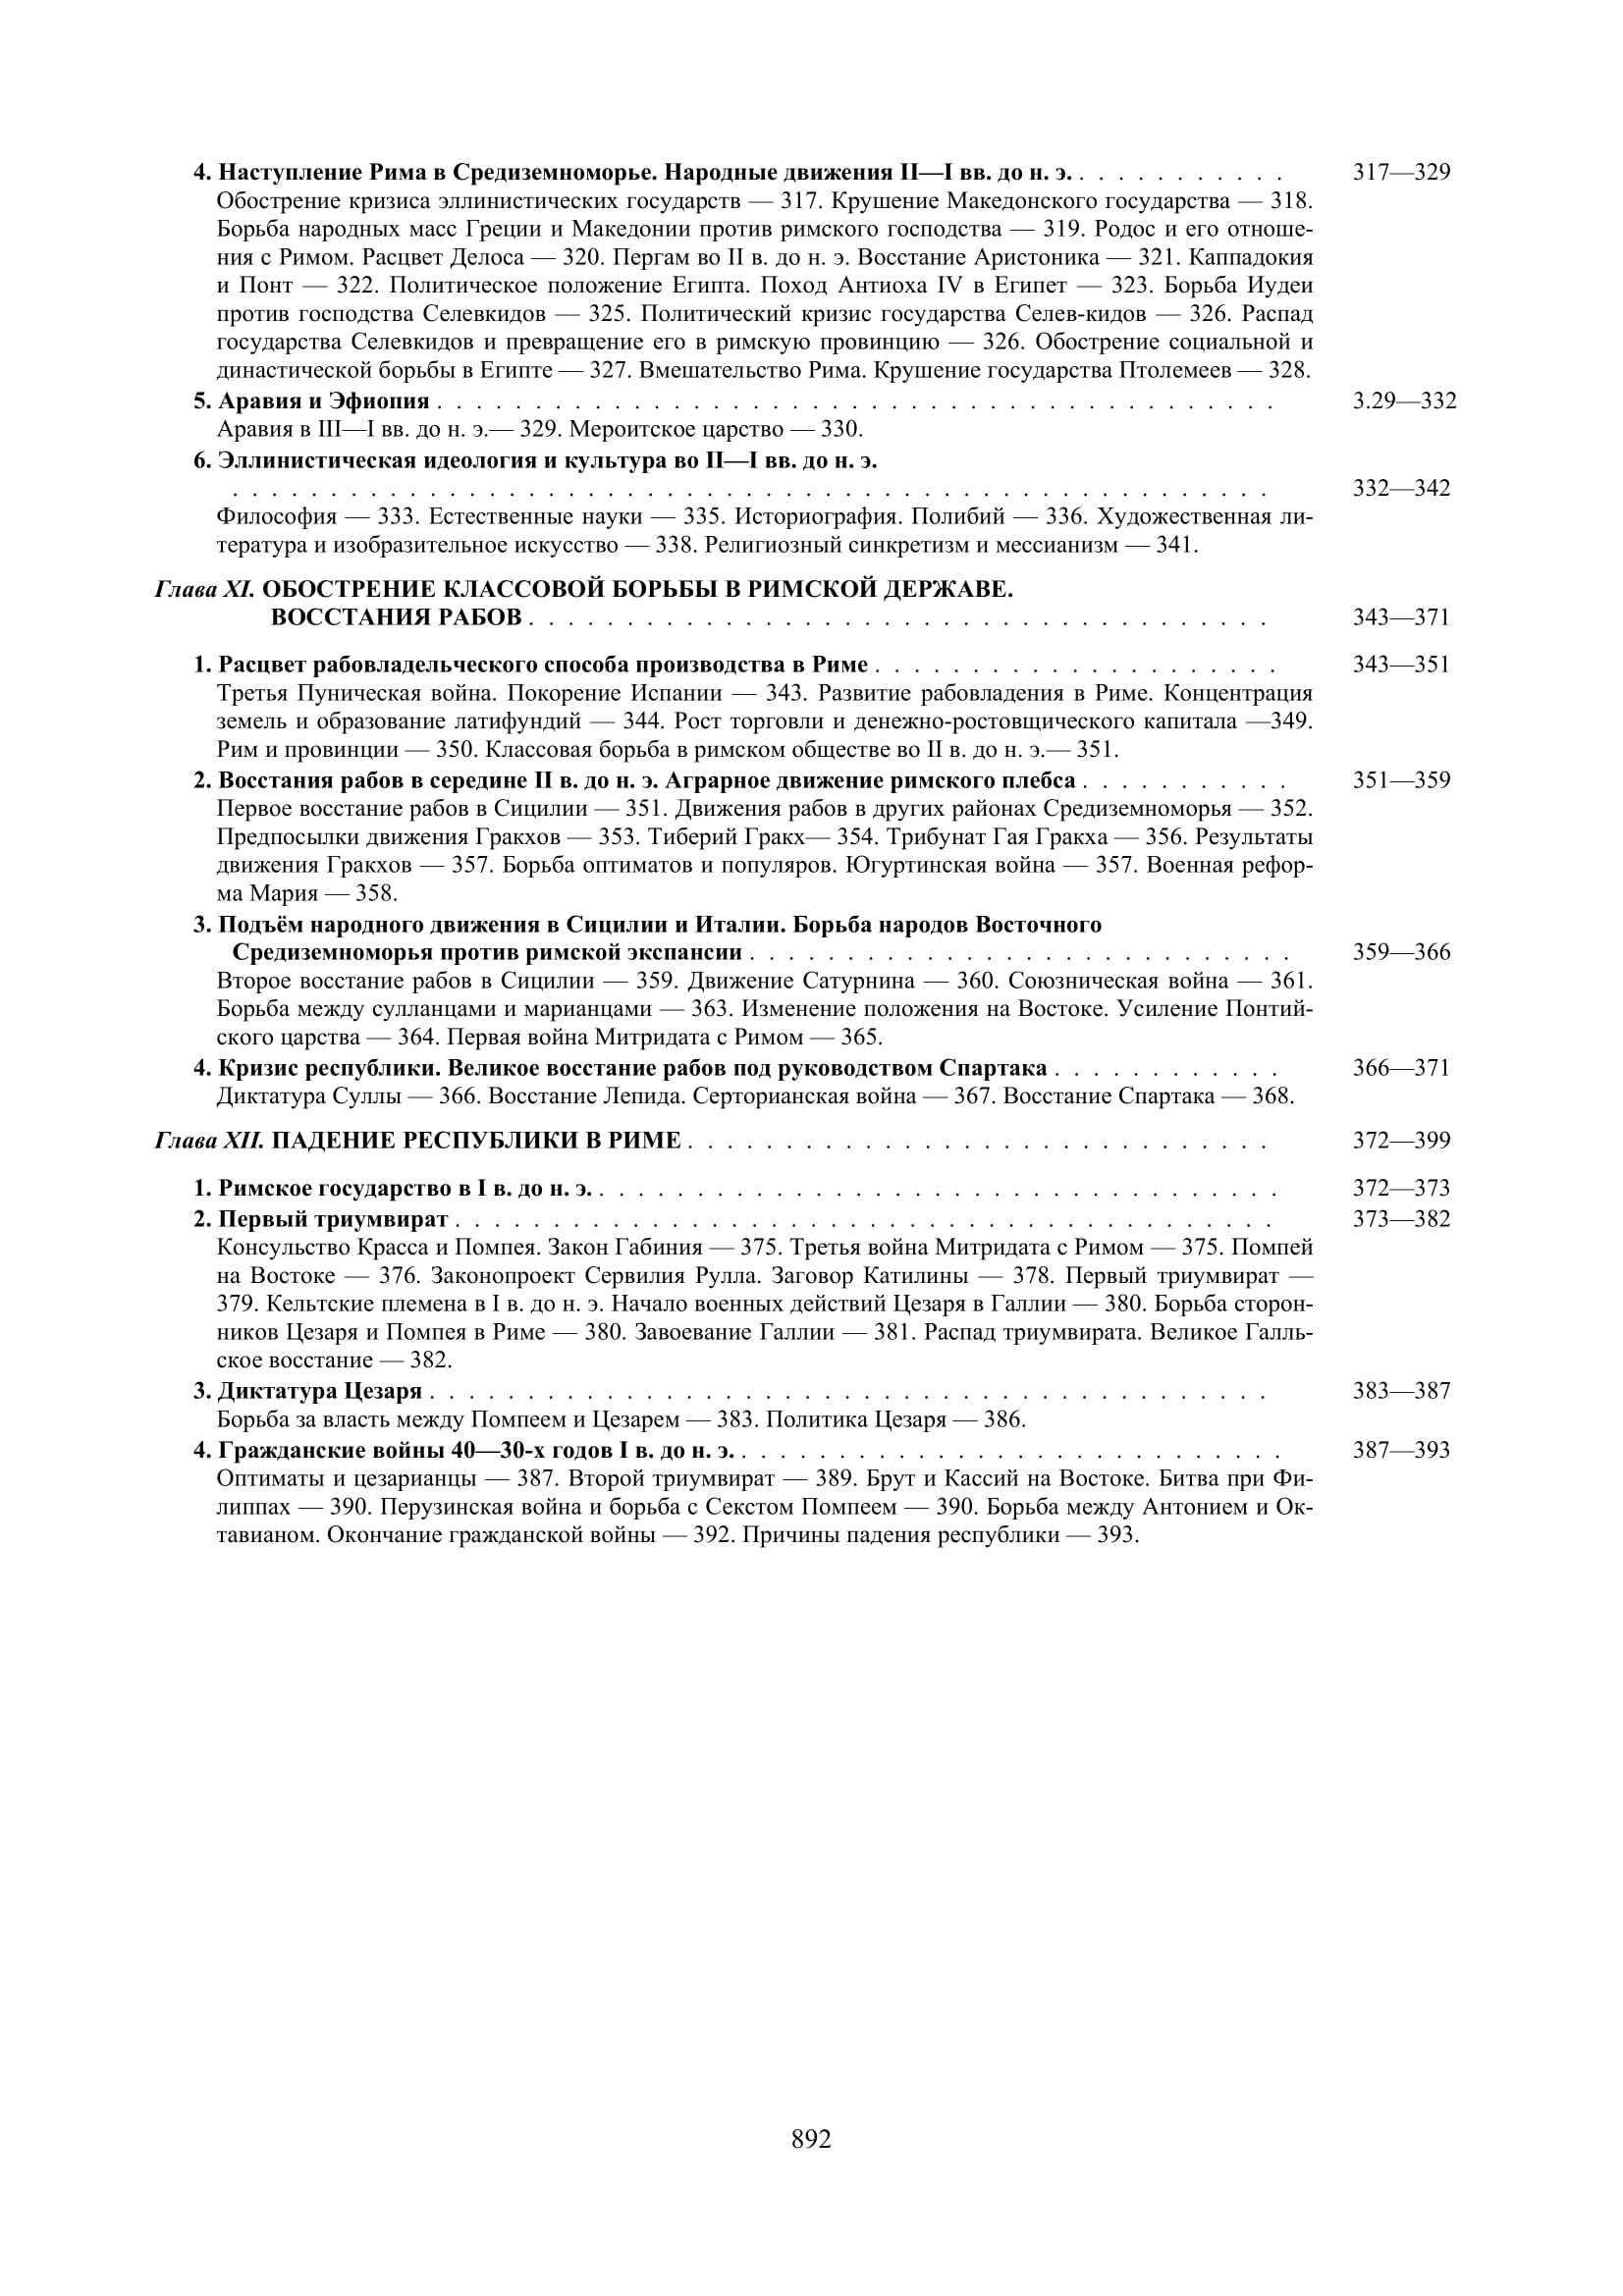 4. Наступление Рима в Средиземноморье. Народные движения II—I вв. до н. э. . . . . . . . . . . . 317—329
Обострение кризиса эллинистических государств — 317. Крушение Македонского государства — 318.
Борьба народных масс Греции и Македонии против римского господства — 319. Родос и его отноше-
ния с Римом. Расцвет Делоса — 320. Пергам во II в. до н. э. Восстание Аристоника — 321. Каппадокия
и Понт — 322. Политическое положение Египта. Поход Антиоха IV в Египет — 323. Борьба Иудеи
против господства Селевкидов — 325. Политический кризис государства Селев-кидов — 326. Распад
государства Селевкидов и превращение его в римскую провинцию — 326. Обострение социальной и
династической борьбы в Египте — 327. Вмешательство Рима. Крушение государства Птолемеев — 328.
5. Аравия и Эфиопия . . . . . . . . . . . . . . . . . . . . . . . . . . . . . . . . . . . . . . . . . . . 3.29—332
Аравия в III—I вв. до н. э.— 329. Мероитское царство — 330.
6. Эллинистическая идеология и культура во II—I вв. до н. э.
. . . . . . . . . . . . . . . . . . . . . . . . . . . . . . . . . . . . . . . . . . . . . . . . . . . . . 332—342
Философия — 333. Естественные науки — 335. Историография. Полибий — 336. Художественная ли-
тература и изобразительное искусство — 338. Религиозный синкретизм и мессианизм — 341.
Глава XI. ОБОСТРЕНИЕ КЛАССОВОЙ БОРЬБЫ В РИМСКОЙ ДЕРЖАВЕ.
ВОССТАНИЯ РАБОВ . . . . . . . . . . . . . . . . . . . . . . . . . . . . . . . . . . . . . . 343—371
1. Расцвет рабовладельческого способа производства в Риме . . . . . . . . . . . . . . . . . . . . . 343—351
Третья Пуническая война. Покорение Испании — 343. Развитие рабовладения в Риме. Концентрация
земель и образование латифундий — 344. Рост торговли и денежно-ростовщического капитала —349.
Рим и провинции — 350. Классовая борьба в римском обществе во II в. до н. э.— 351.
2. Восстания рабов в середине II в. до н. э. Аграрное движение римского плебса . . . . . . . . . . . 351—359
Первое восстание рабов в Сицилии — 351. Движения рабов в других районах Средиземноморья — 352.
Предпосылки движения Гракхов — 353. Тиберий Гракх— 354. Трибунат Гая Гракха — 356. Результаты
движения Гракхов — 357. Борьба оптиматов и популяров. Югуртинская война — 357. Военная рефор-
ма Мария — 358.
3. Подъём народного движения в Сицилии и Италии. Борьба народов Восточного
Средиземноморья против римской экспансии . . . . . . . . . . . . . . . . . . . . . . . . . . . . 359—366
Второе восстание рабов в Сицилии — 359. Движение Сатурнина — 360. Союзническая война — 361.
Борьба между сулланцами и марианцами — 363. Изменение положения на Востоке. Усиление Понтий-
ского царства — 364. Первая война Митридата с Римом — 365.
4. Кризис республики. Великое восстание рабов под руководством Спартака . . . . . . . . . . . . 366—371
Диктатура Суллы — 366. Восстание Лепида. Серторианская война — 367. Восстание Спартака — 368.
Глава XII. ПАДЕНИЕ РЕСПУБЛИКИ В РИМЕ . . . . . . . . . . . . . . . . . . . . . . . . . . . . . . 372—399
1. Римское государство в I в. до н. э. . . . . . . . . . . . . . . . . . . . . . . . . . . . . . . . . . . . 372—373
2. Первый триумвират . . . . . . . . . . . . . . . . . . . . . . . . . . . . . . . . . . . . . . . . . . 373—382
Консульство Красса и Помпея. Закон Габиния — 375. Третья война Митридата с Римом — 375. Помпей
на Востоке — 376. Законопроект Сервилия Рулла. Заговор Катилины — 378. Первый триумвират —
379. Кельтские племена в I в. до н. э. Начало военных действий Цезаря в Галлии — 380. Борьба сторон-
ников Цезаря и Помпея в Риме — 380. Завоевание Галлии — 381. Распад триумвирата. Великое Галль-
ское восстание — 382.
3. Диктатура Цезаря . . . . . . . . . . . . . . . . . . . . . . . . . . . . . . . . . . . . . . . . . . . 383—387
Борьба за власть между Помпеем и Цезарем — 383. Политика Цезаря — 386.
4. Гражданские войны 40—30-х годов I в. до н. э. . . . . . . . . . . . . . . . . . . . . . . . . . . . . 387—393
Оптиматы и цезарианцы — 387. Второй триумвират — 389. Брут и Кассий на Востоке. Битва при Фи-
липпах — 390. Перузинская война и борьба с Секстом Помпеем — 390. Борьба между Антонием и Ок-
тавианом. Окончание гражданской войны — 392. Причины падения республики — 393.
892